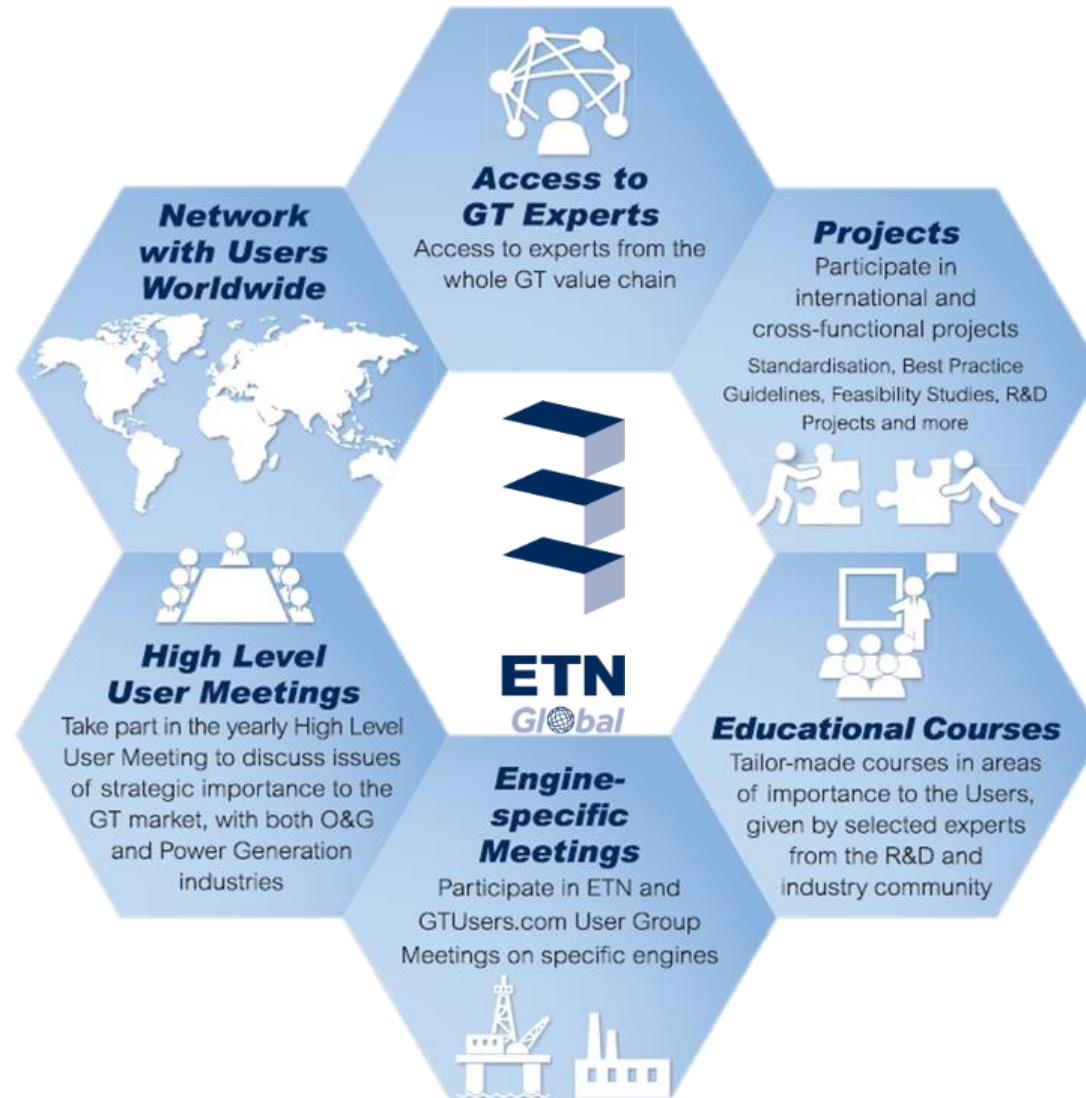 Access to
GT Experts
Access to experts from the
whole GT value chain
Network
with Users
Worldwide
Projects
Participate in
international and
cross-functional projects
Standardisation, Best Practice
Guidelines, Feasibility Studies, R&D
Projects and more
ETN
Global
High Level
User Meetings
Take part in the yearly High Level
User Meeting to discuss issues
of strategic importance to the
GT market, with both O&G
and Power Generation
industries
Educational Courses
Tailor-made courses in areas
of importance to the Users,
given by selected experts
from the R&D and
industry community
Engine-
specific
Meetings
Participate in ETN and
GTUsers.com User Group
Meetings on specific engines